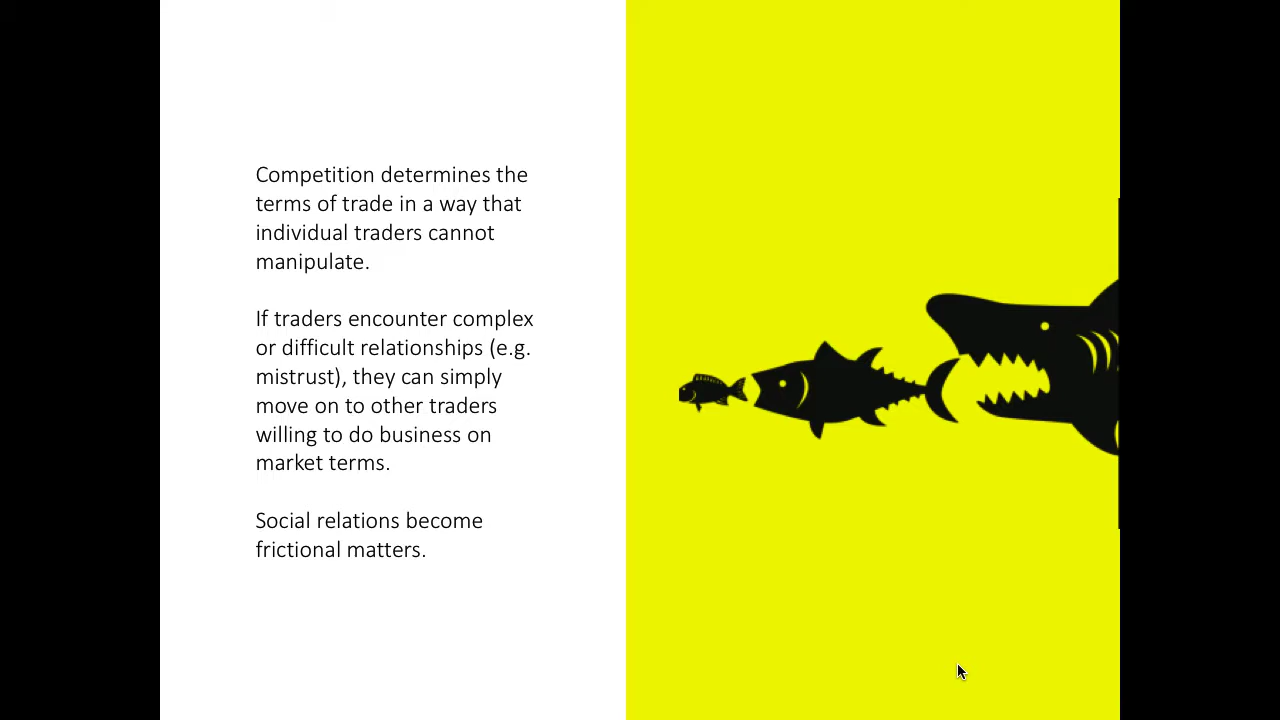 Competition determines the
terms of trade in a way that
individual traders cannot
manipulate.
If traders encounter complex
or difficult relationships (e.g.
mistrust), they can simply
move on to other traders
willing to do business on
market terms.
Social relations become
frictional matters.